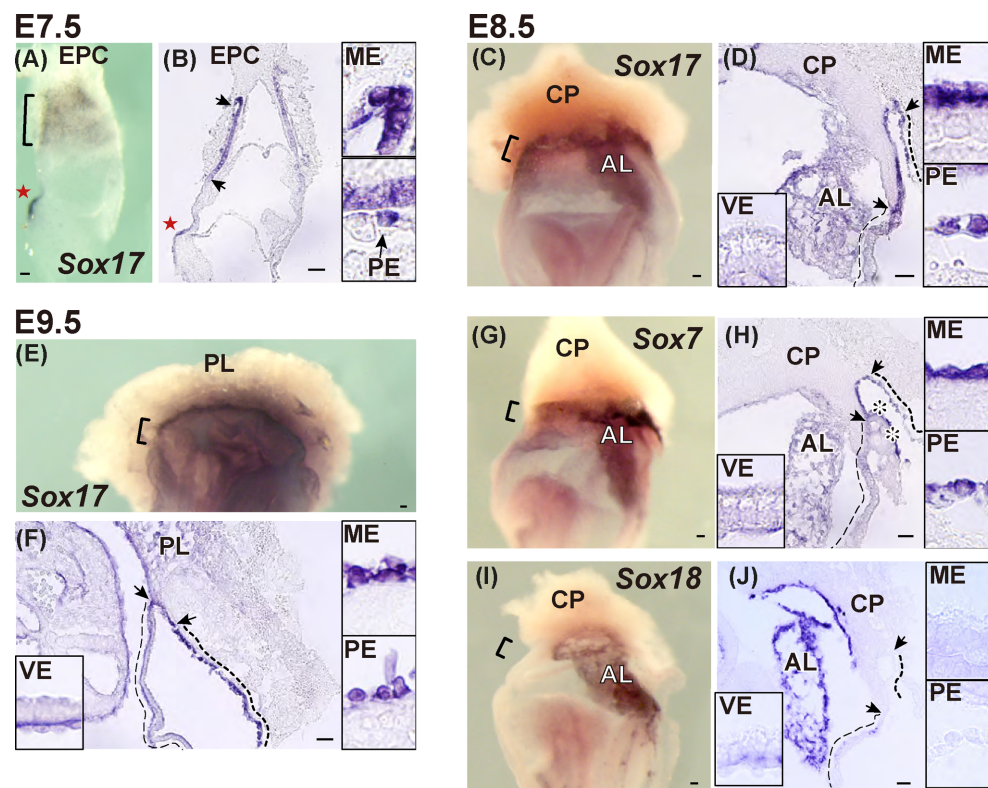 E7.5
(A) EPC
Sox17
(B) EPC
ME
PE
E8.5
(C) Sox17
CP
AL
(D) CP
AL
VE
ME
PE
E9.5
(E) PL
Sox17
(F) PL
VE
ME
PE
(G) Sox7
CP
AL
(H) CP
AL
VE
ME
PE
(I) Sox18
CP
AL
(J) CP
AL
VE
ME
PE